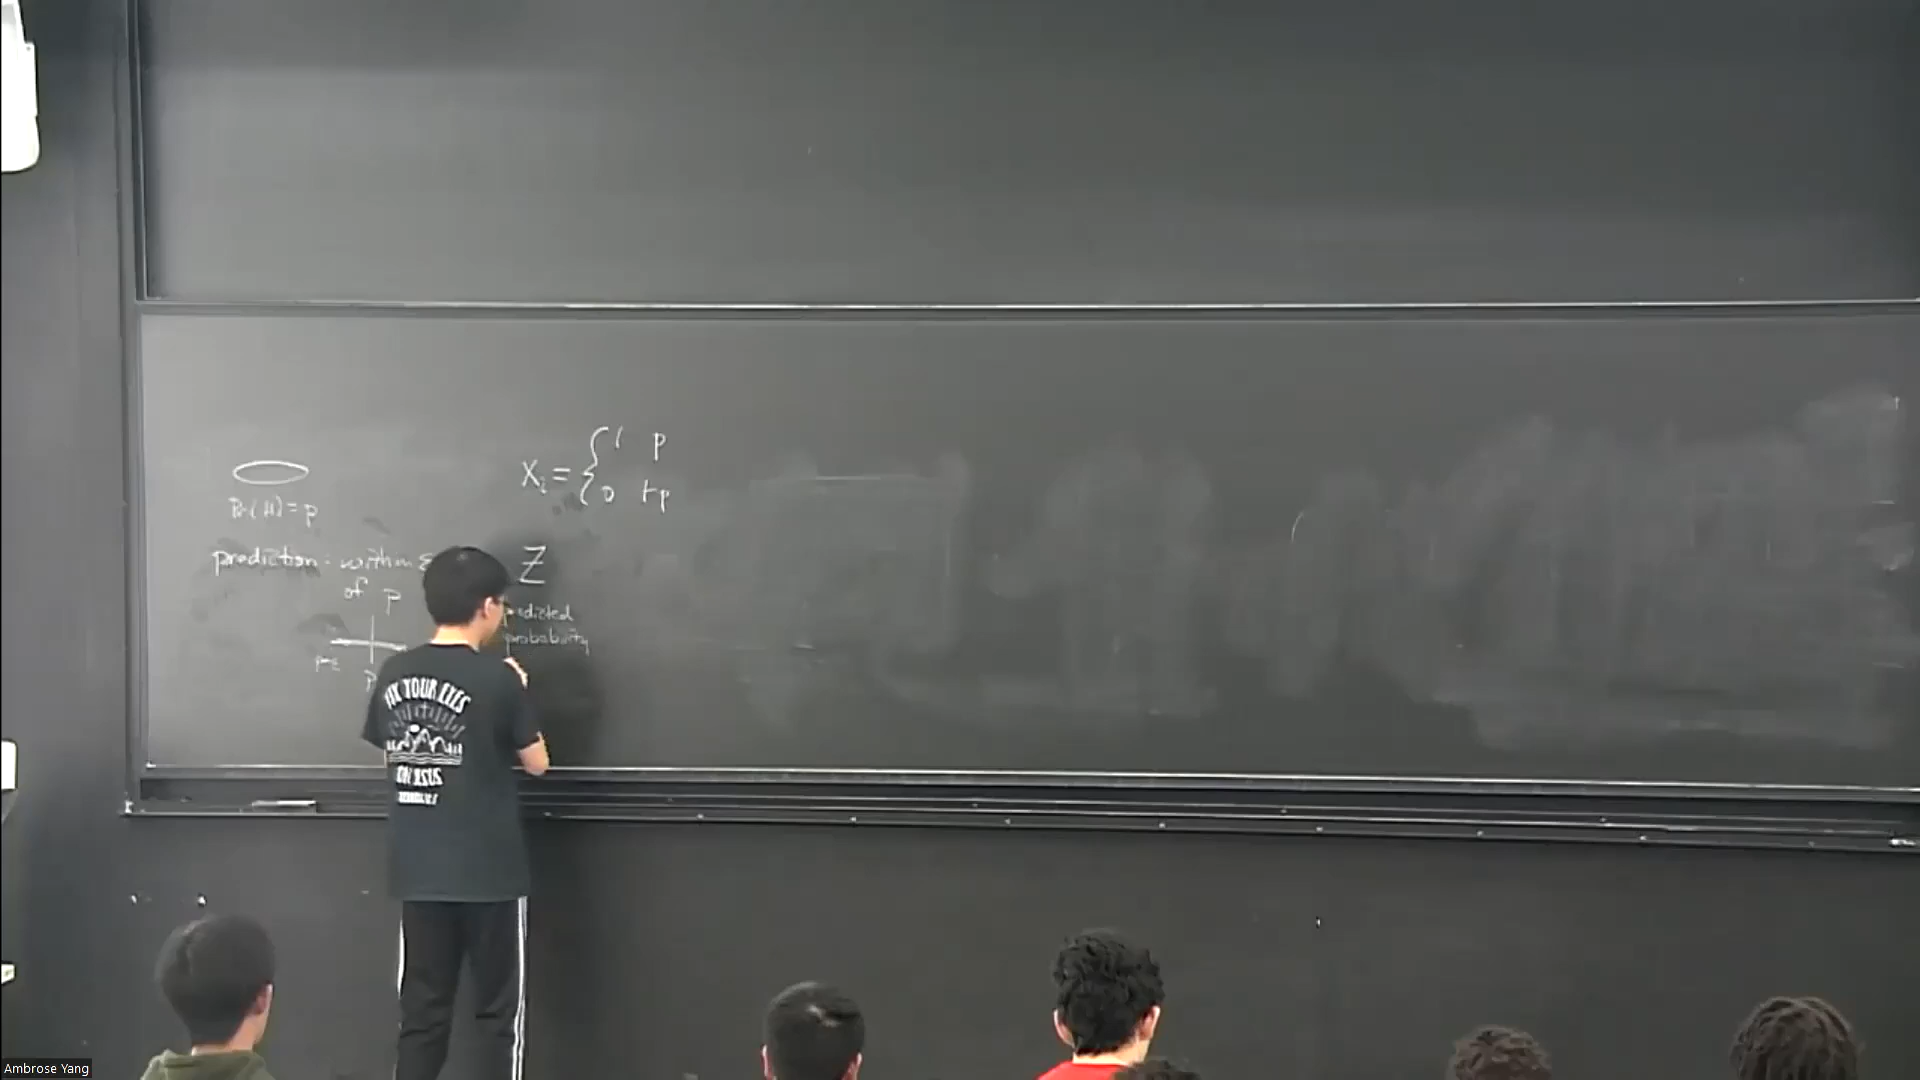 Pr(H) = p
prediction: within ε
of p
p-ε
p
X_i = { 1 p
0 1-p
Z
predicted
probability
FIX YOUR EYES
ON JESUS
Ambrose Yang